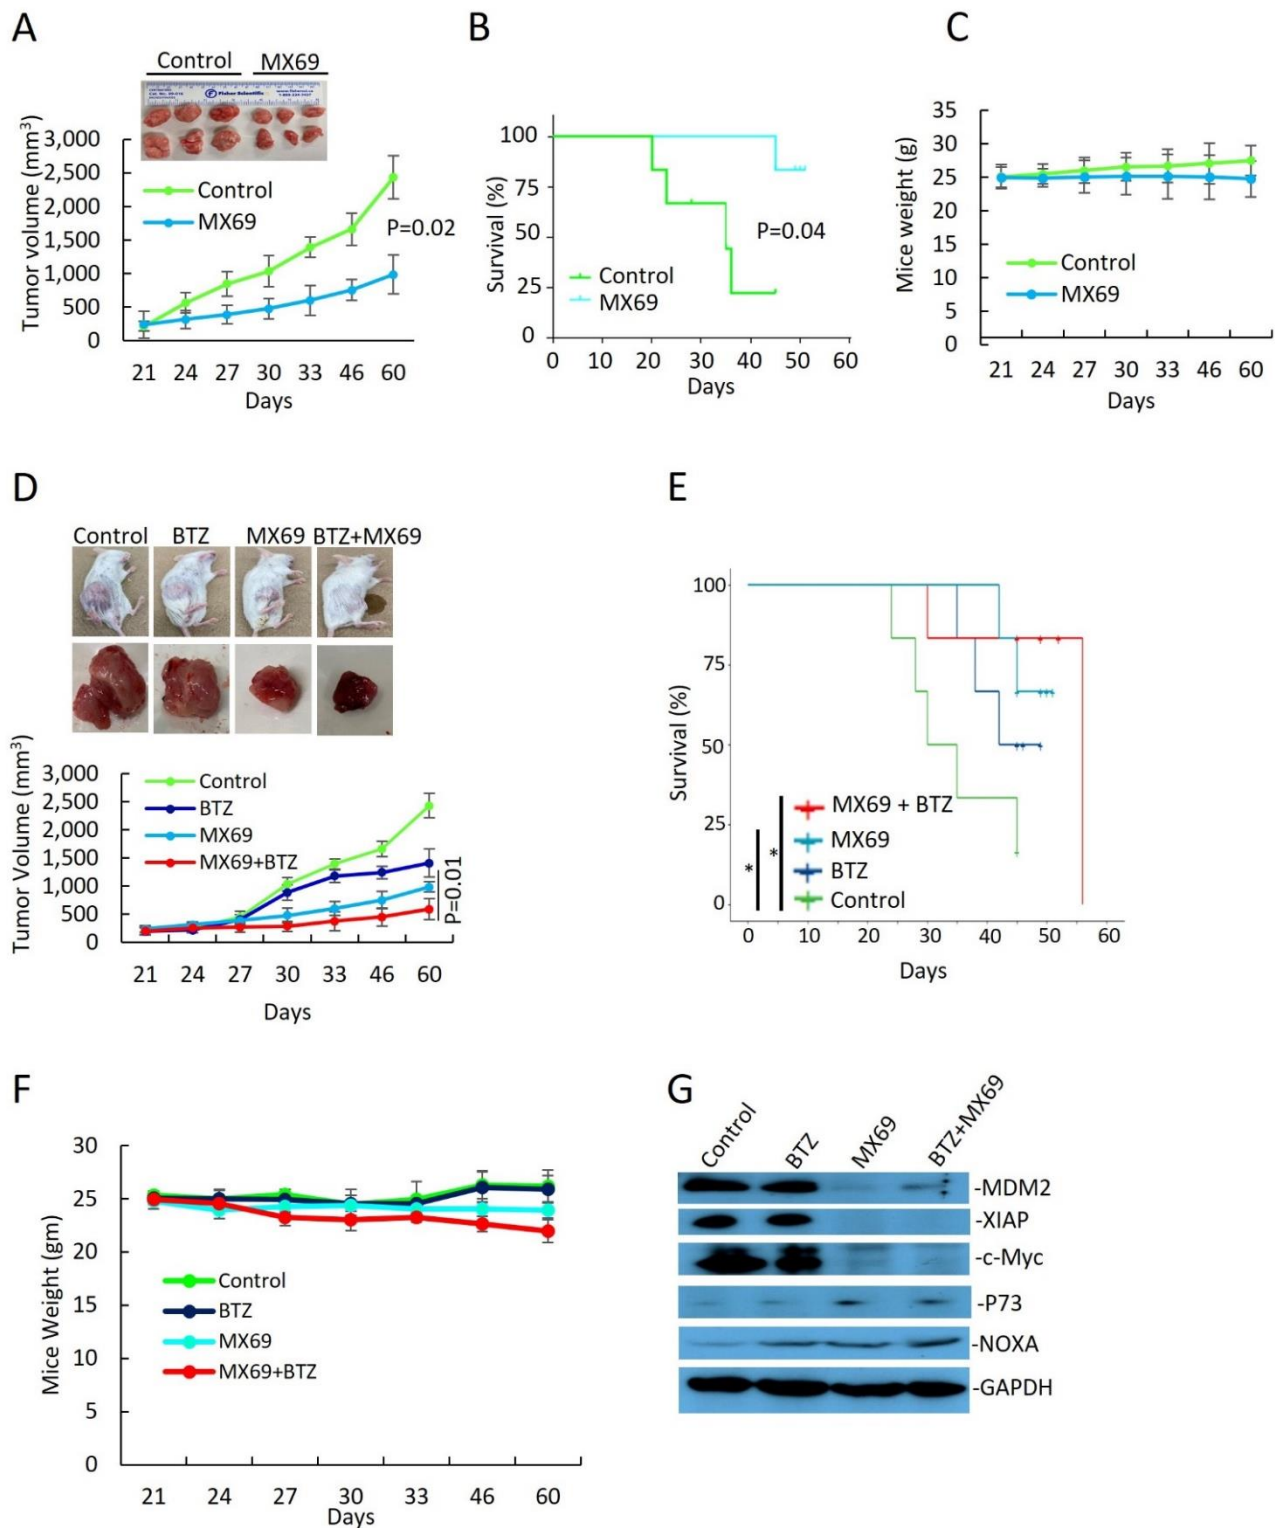 A
Control MX69
Fisher Scientific
Tumor volume (mm3)
3,000
2,500
2,000
1,500
1,000
500
0
Control
MX69
P=0.02
21 24 27 30 33 46 60
Days
B
Survival (%)
100
75
50
25
0
P=0.04
Control
MX69
0 10 20 30 40 50 60
Days
C
Mice weight (g)
35
30
25
20
15
10
5
0
Control
MX69
21 24 27 30 33 46 60
Days
D
Control BTZ MX69 BTZ+MX69
Tumor Volume (mm3)
3,000
2,500
2,000
1,500
1,000
500
0
Control
BTZ
MX69
MX69+BTZ
P=0.01
21 24 27 30 33 46 60
Days
E
Survival (%)
100
75
50
25
0
MX69 + BTZ
MX69
BTZ
Control
* *
0 10 20 30 40 50 60
Days
F
Mice Weight (gm)
30
25
20
15
10
5
0
Control
BTZ
MX69
MX69+BTZ
21 24 27 30 33 46 60
Days
G
Control BTZ MX69 BTZ+MX69
-MDM2
-XIAP
-c-Myc
-P73
-NOXA
-GAPDH